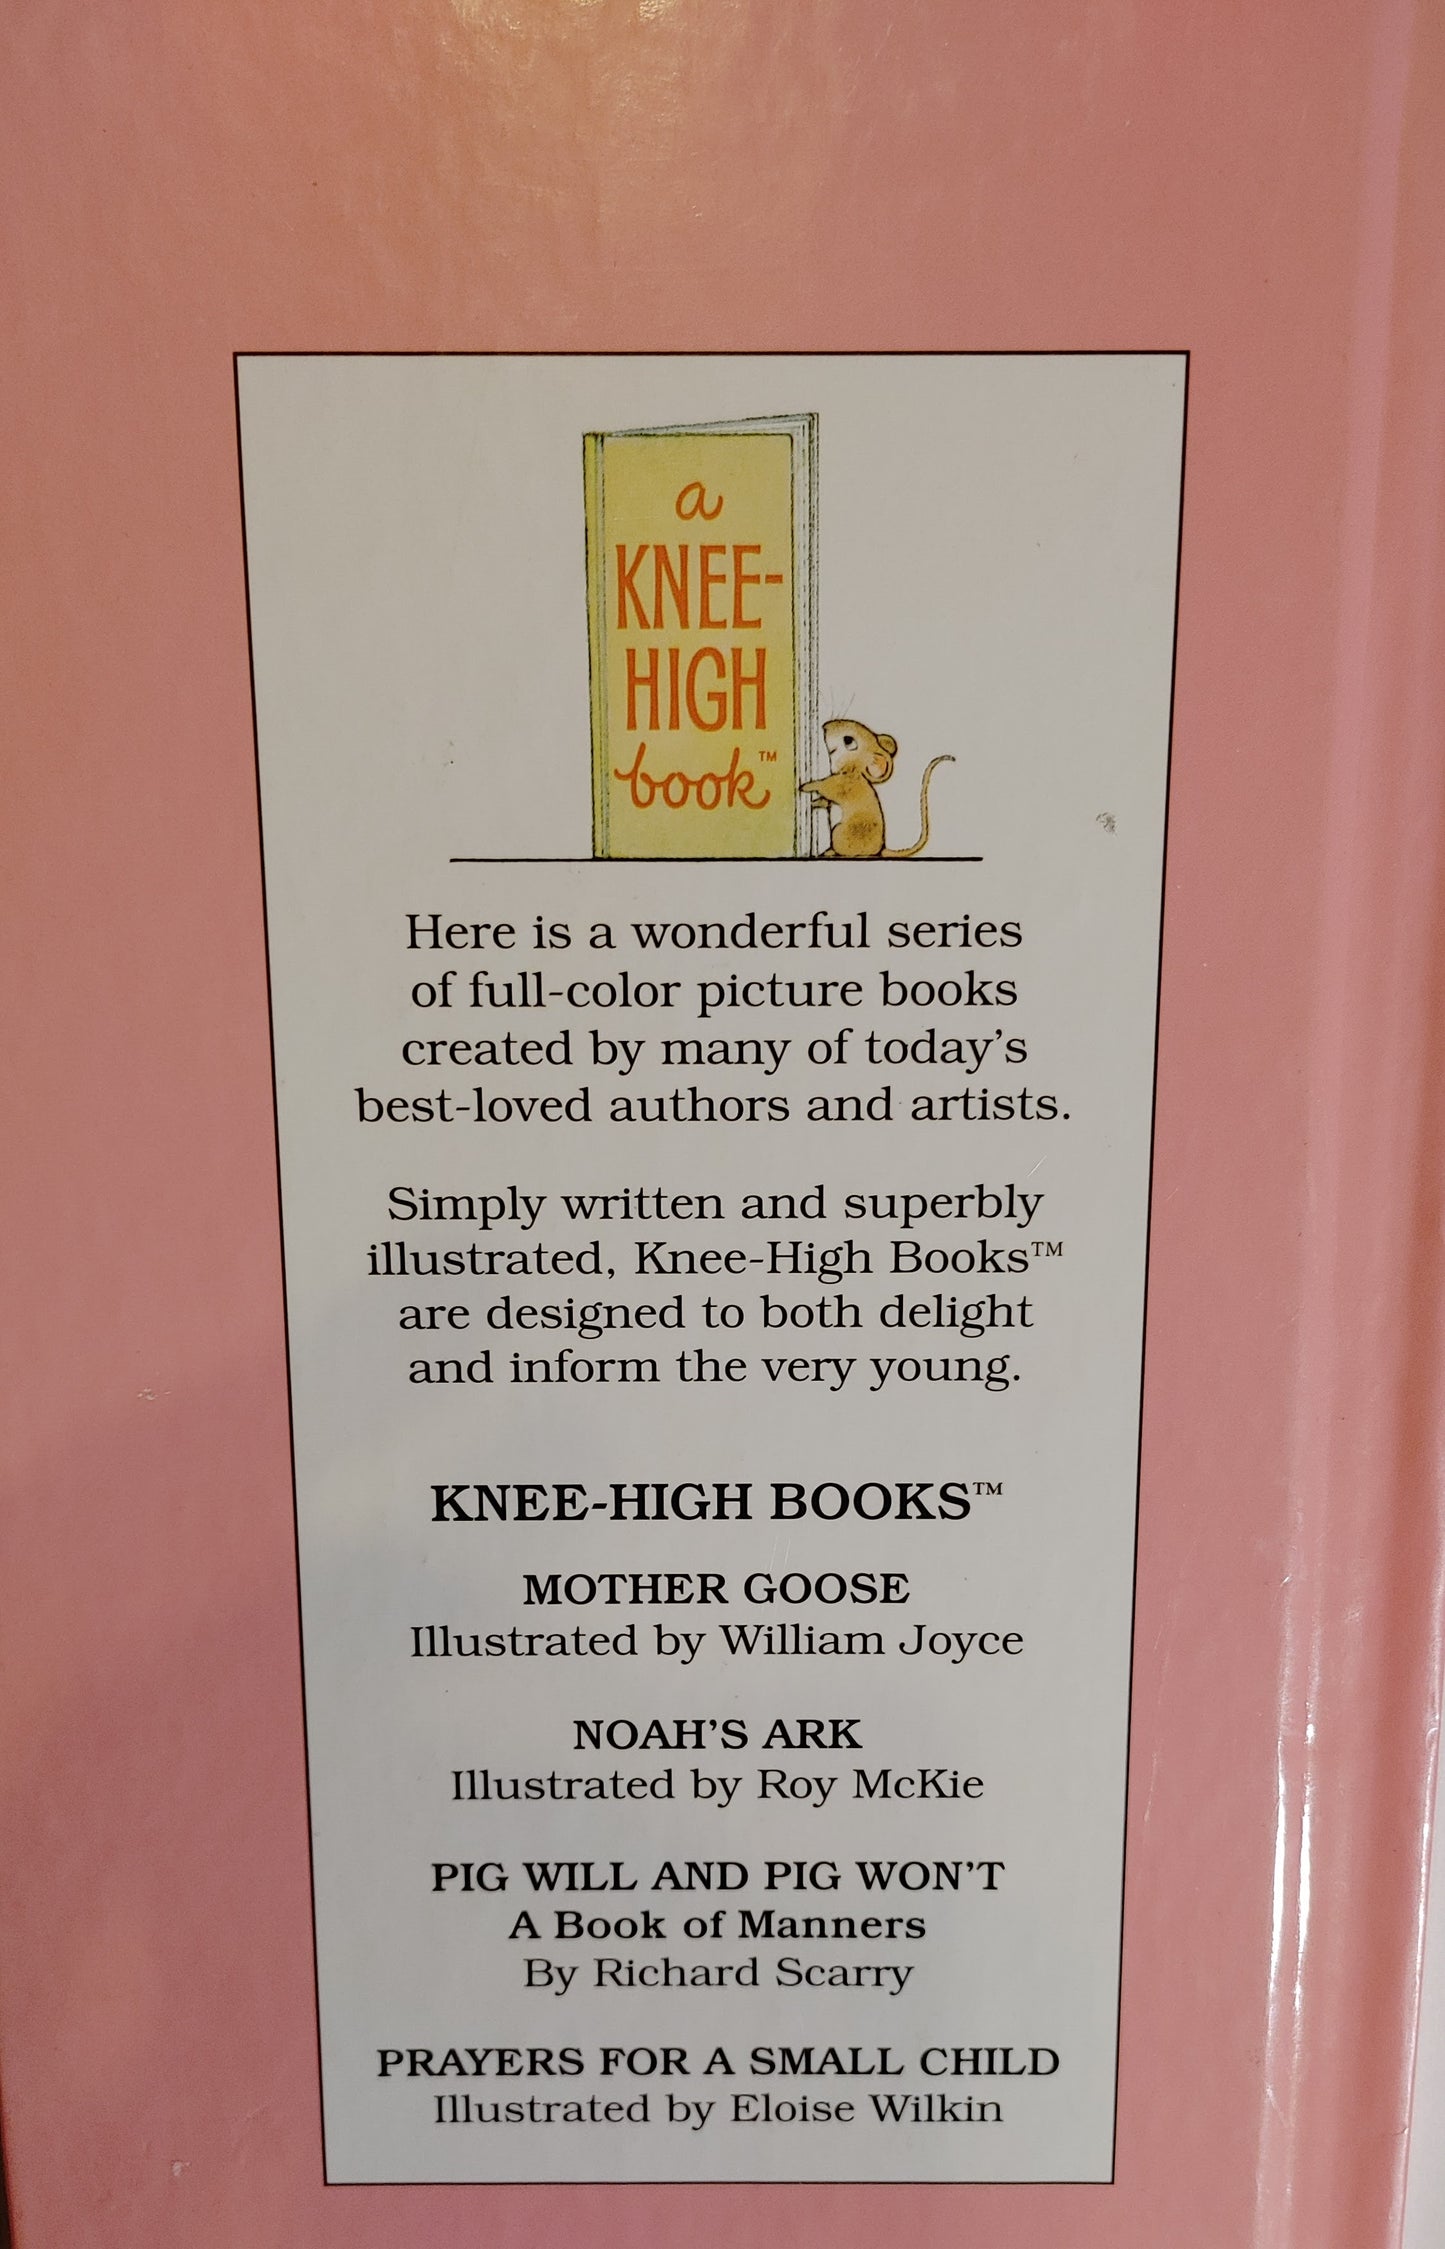 a
KNEE-
HIGH
book™
Here is a wonderful series
of full-color picture books
created by many of today's
best-loved authors and artists.
Simply written and superbly
illustrated, Knee-High Books™
are designed to both delight
and inform the very young.
KNEE-HIGH BOOKS™
MOTHER GOOSE
Illustrated by William Joyce
NOAH'S ARK
Illustrated by Roy McKie
PIG WILL AND PIG WON'T
A Book of Manners
By Richard Scarry
PRAYERS FOR A SMALL CHILD
Illustrated by Eloise Wilkin